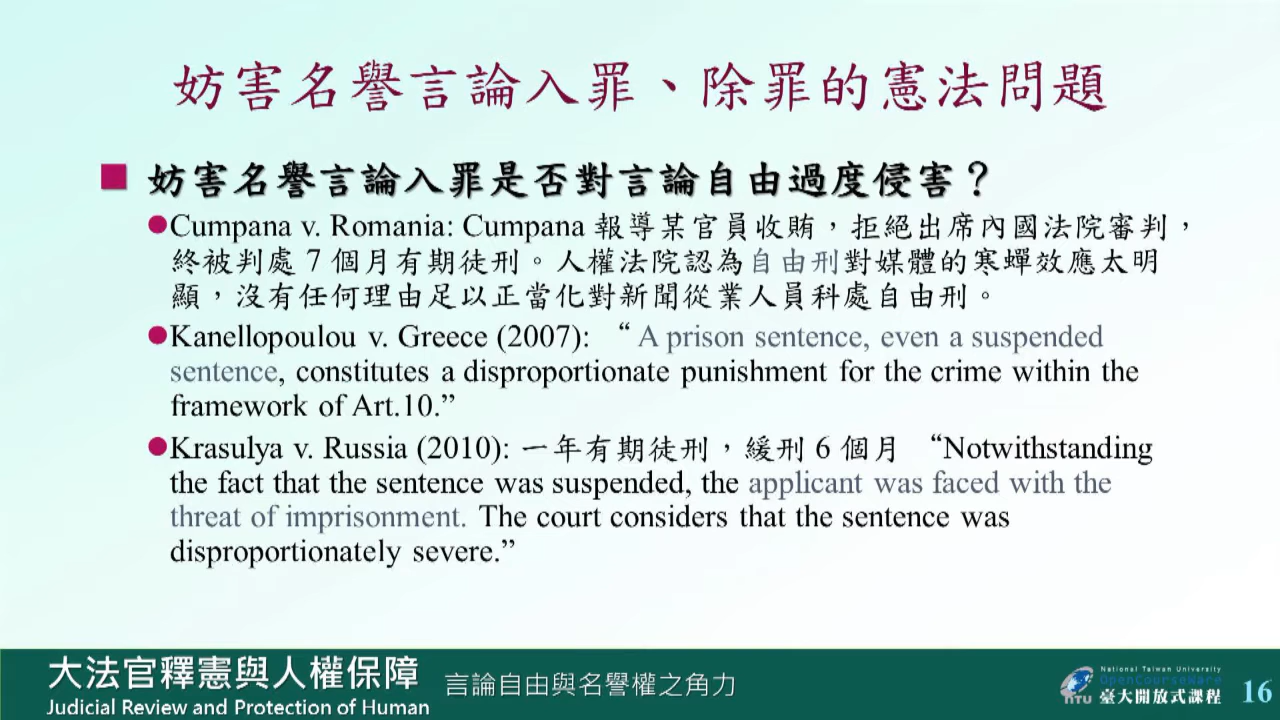 妨害名譽言論入罪、除罪的憲法問題
妨害名譽言論入罪是否對言論自由過度侵害？
Cumpana v. Romania: Cumpana 報導某官員收賄，拒絕出席內國法院審判，
終被判處 7 個月有期徒刑。人權法院認為自由刑對媒體的寒蟬效應太明
顯，沒有任何理由足以正當化對新聞從業人員科處自由刑。
Kanellopoulou v. Greece (2007): “ A prison sentence, even a suspended
sentence, constitutes a disproportionate punishment for the crime within the
framework of Art.10.”
Krasulya v. Russia (2010): 一年有期徒刑，緩刑 6 個月 “Notwithstanding
the fact that the sentence was suspended, the applicant was faced with the
threat of imprisonment. The court considers that the sentence was
disproportionately severe.”
大法官釋憲與人權保障
Judicial Review and Protection of Human
言論自由與名譽權之角力
NTU
National Taiwan University
OpenCourseWare
臺大開放式課程
16